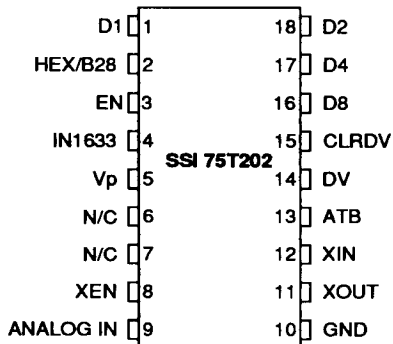 D1 1 18 D2
HEX/B28 2 17 D4
EN 3 16 D8
IN1633 4 15 CLRDV
SSI 75T202
Vp 5 14 DV
N/C 6 13 ATB
N/C 7 12 XIN
XEN 8 11 XOUT
ANALOG IN 9 10 GND